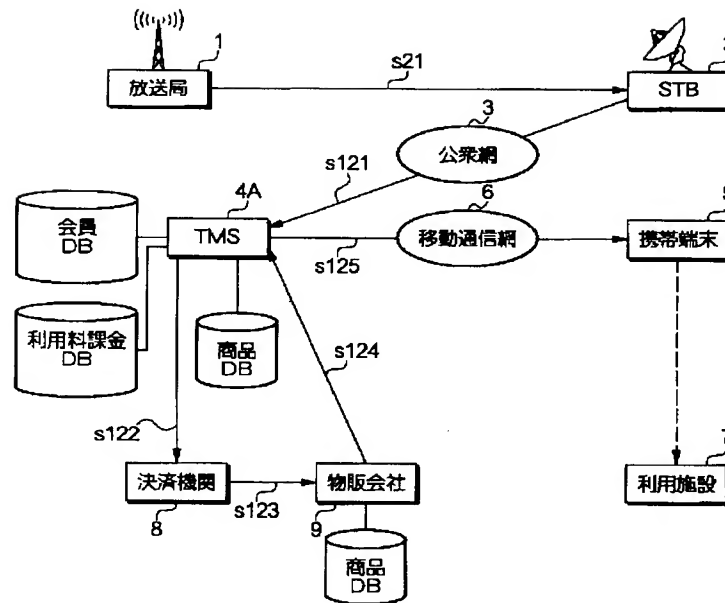 1
放送局
s21
STB
3
公衆網
s121
4A
TMS
会員
DB
6
移動通信網
s125
携帯端末
利用料課金
DB
商品
DB
s124
s122
決済機関
8
s123
物販会社
9
利用施設
商品
DB